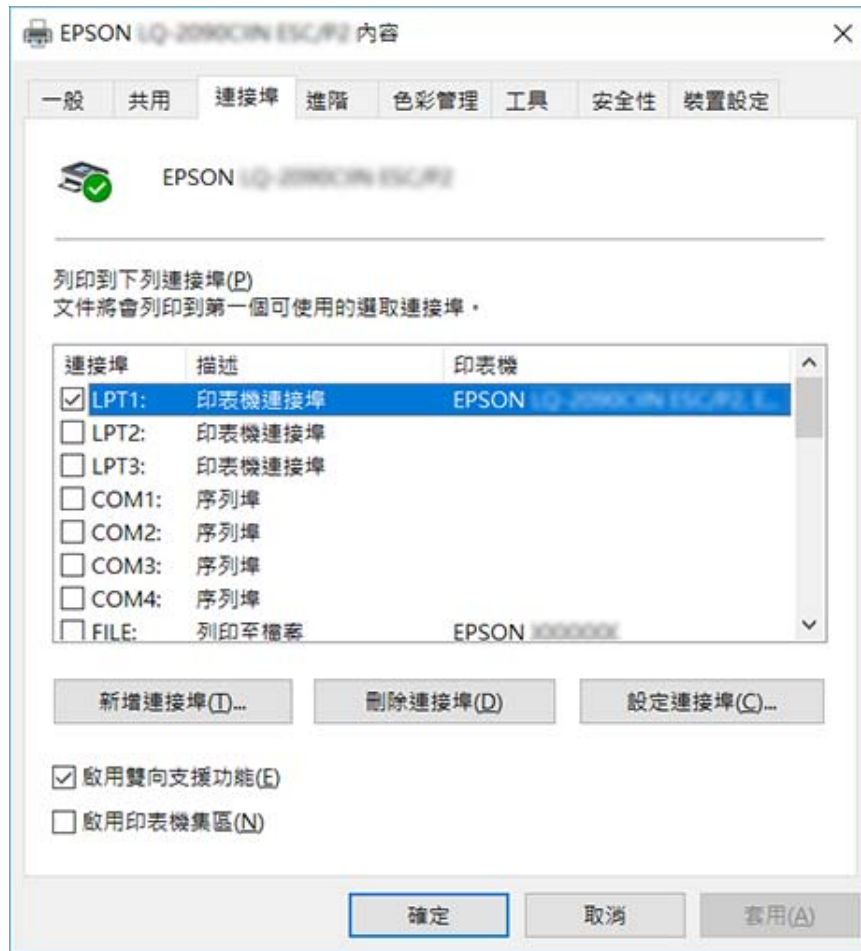 EPSON 內容
一般 共用 連接埠 進階 色彩管理 工具 安全性 裝置設定
EPSON
列印到下列連接埠(P)
文件將會列印到第一個可使用的選取連接埠。
連接埠 描述 印表機
LPT1: 印表機連接埠 EPSON
LPT2: 印表機連接埠
LPT3: 印表機連接埠
COM1: 序列埠
COM2: 序列埠
COM3: 序列埠
COM4: 序列埠
FILE: 列印至檔案 EPSON
新增連接埠(T)... 刪除連接埠(D) 設定連接埠(C)...
啟用雙向支援功能(E)
啟用印表機集區(N)
確定 取消 套用(A)